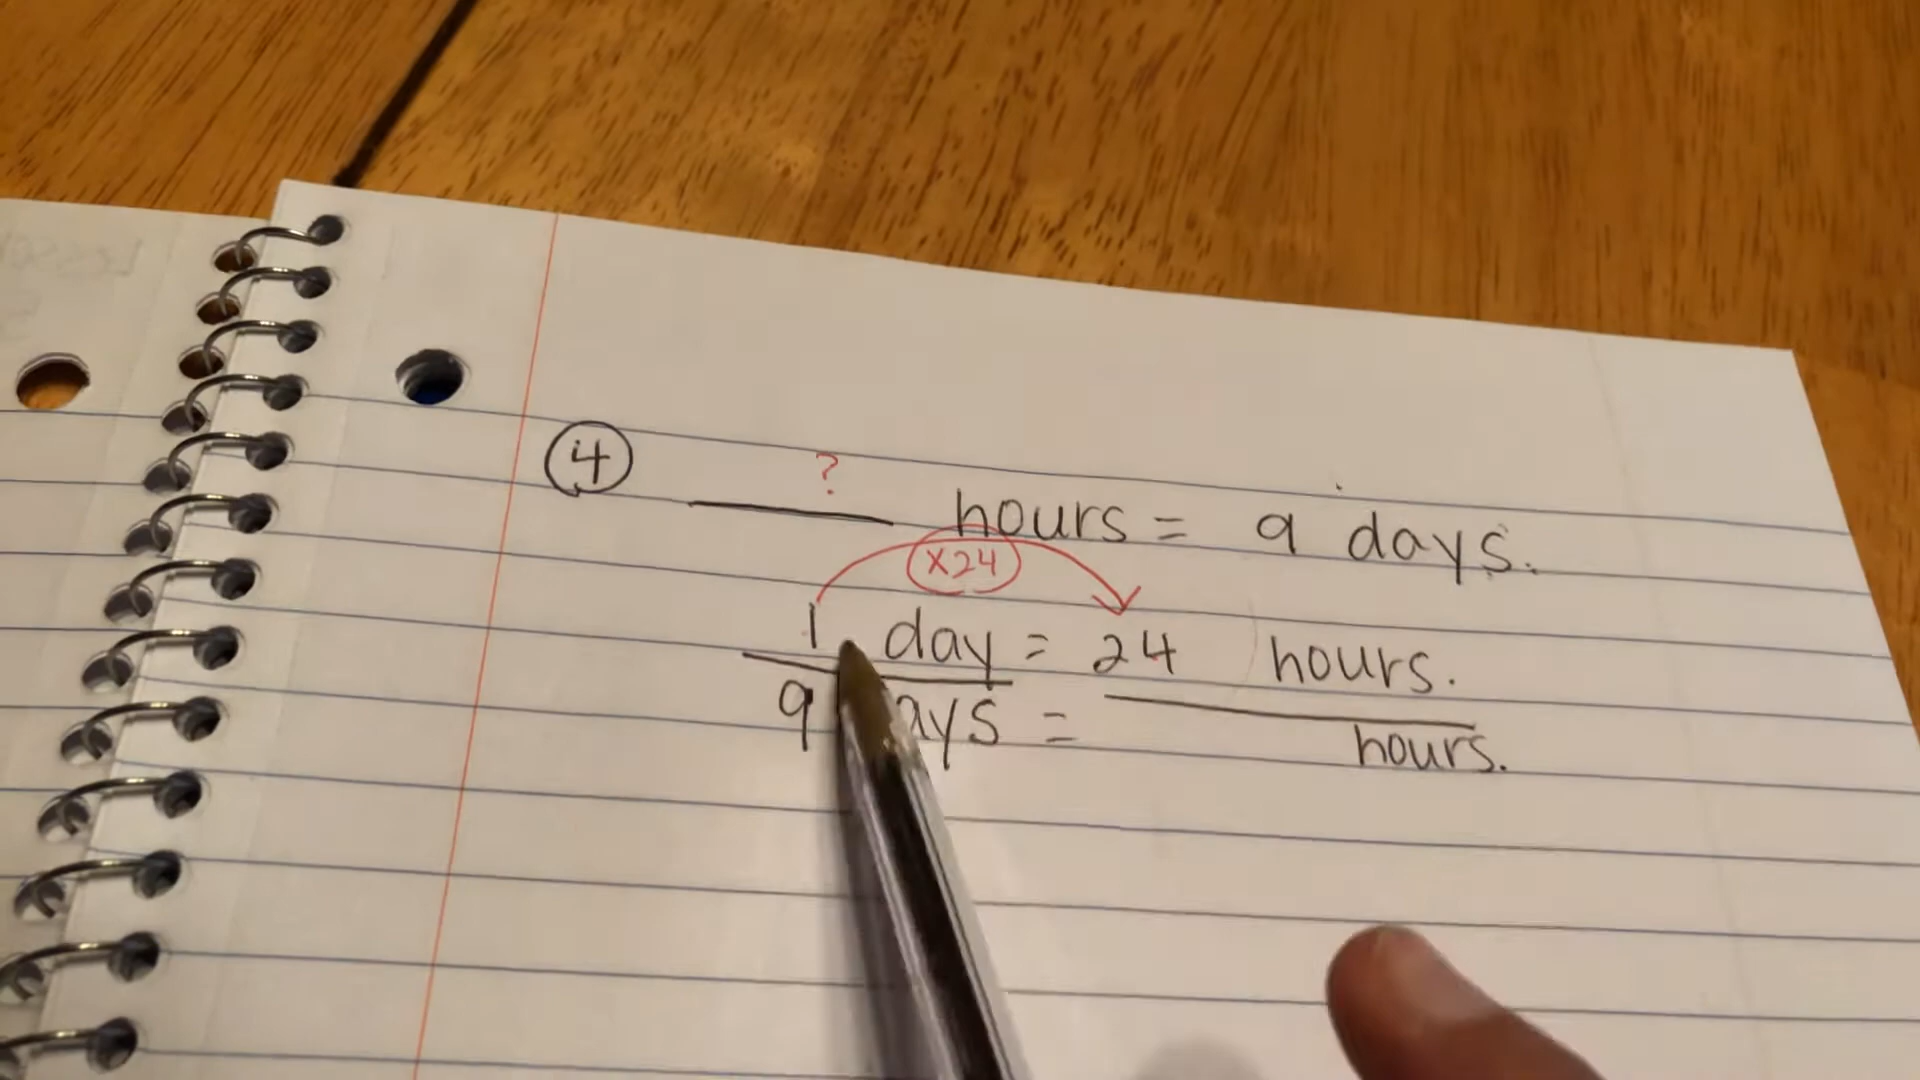 ④ ? hours = 9 days.
x24
1 day = 24 hours.
9 ays = hours.